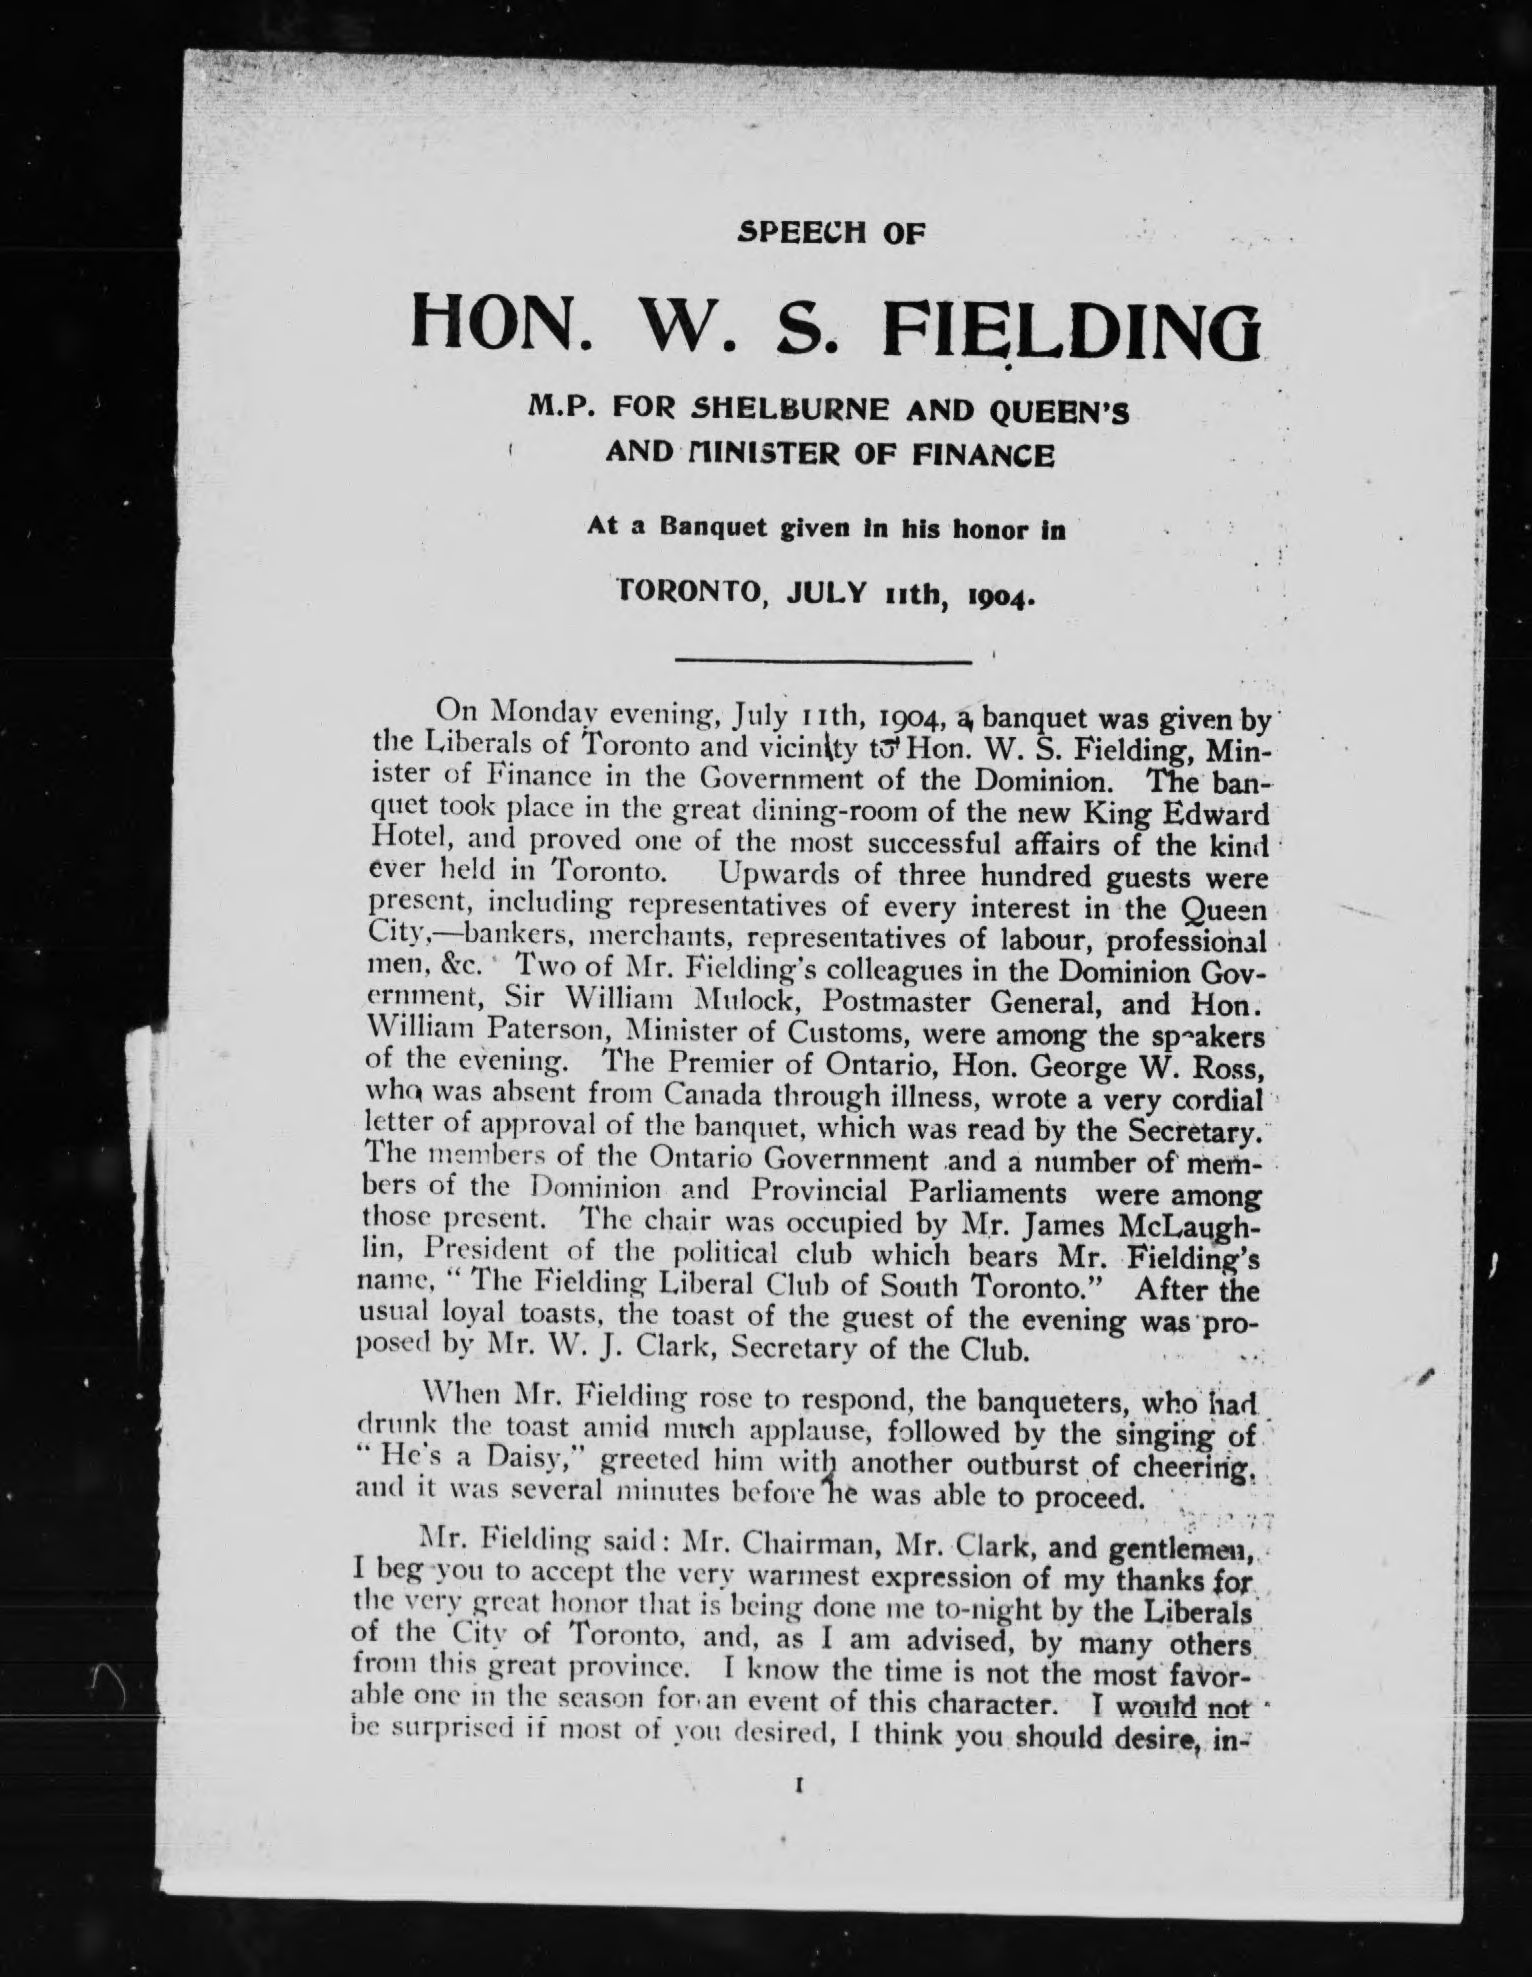 SPEECH OF
HON. W. S. FIELDING
M.P. FOR SHELBURNE AND QUEEN'S
AND MINISTER OF FINANCE
At a Banquet given in his honor in
TORONTO, JULY 11th, 1904.
On Monday evening, July 11th, 1904, a banquet was given by
the Liberals of Toronto and vicinity to Hon. W. S. Fielding, Min-
ister of Finance in the Government of the Dominion. The ban-
quet took place in the great dining-room of the new King Edward
Hotel, and proved one of the most successful affairs of the kind
ever held in Toronto. Upwards of three hundred guests were
present, including representatives of every interest in the Queen
City,—bankers, merchants, representatives of labour, professional
men, &c. Two of Mr. Fielding's colleagues in the Dominion Gov-
ernment, Sir William Mulock, Postmaster General, and Hon.
William Paterson, Minister of Customs, were among the speakers
of the evening. The Premier of Ontario, Hon. George W. Ross,
who was absent from Canada through illness, wrote a very cordial
letter of approval of the banquet, which was read by the Secretary.
The members of the Ontario Government and a number of mem-
bers of the Dominion and Provincial Parliaments were among
those present. The chair was occupied by Mr. James McLaugh-
lin, President of the political club which bears Mr. Fielding's
name, "The Fielding Liberal Club of South Toronto." After the
usual loyal toasts, the toast of the guest of the evening was pro-
posed by Mr. W. J. Clark, Secretary of the Club.
When Mr. Fielding rose to respond, the banqueters, who had
drunk the toast amid much applause, followed by the singing of
"He's a Daisy," greeted him with another outburst of cheering,
and it was several minutes before he was able to proceed.
Mr. Fielding said: Mr. Chairman, Mr. Clark, and gentlemen,
I beg you to accept the very warmest expression of my thanks for
the very great honor that is being done me to-night by the Liberals
of the City of Toronto, and, as I am advised, by many others
from this great province. I know the time is not the most favor-
able one in the season for an event of this character. I would not
be surprised if most of you desired, I think you should desire, in-
1